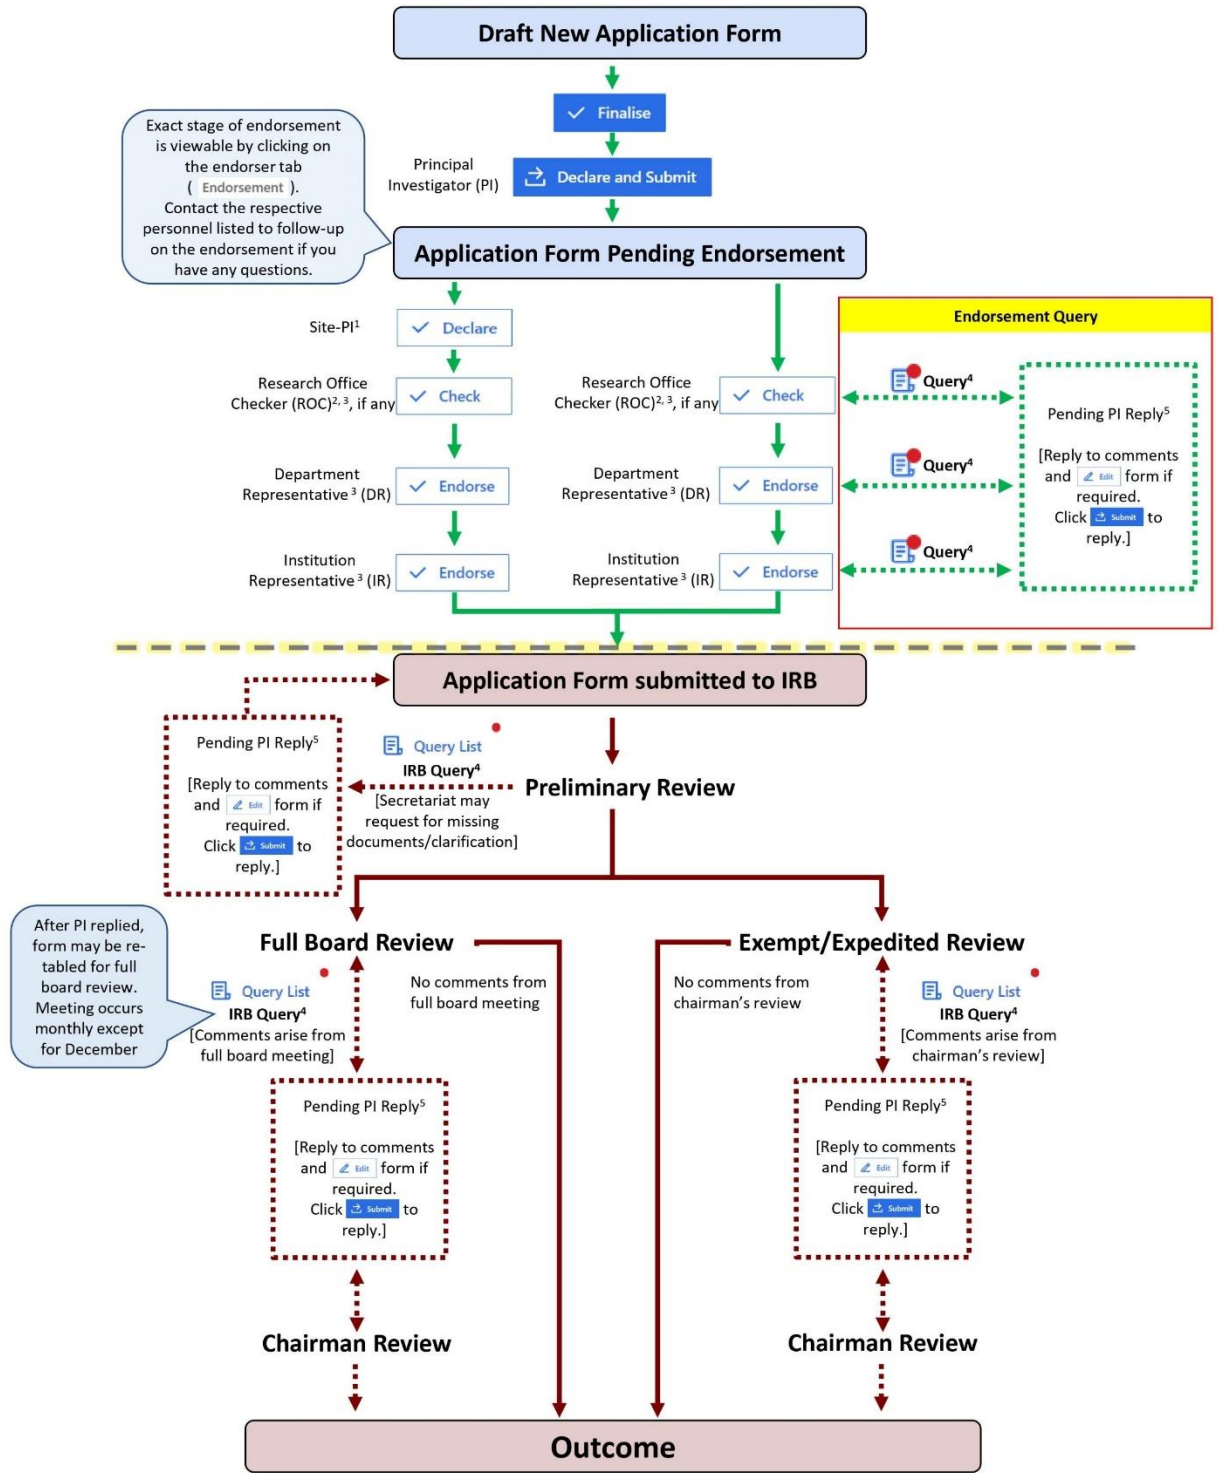 Draft New Application Form
Finalise
Principal
Investigator (PI)
Declare and Submit
Exact stage of endorsement
is viewable by clicking on
the endorser tab
( Endorsement ).
Contact the respective
personnel listed to follow-up
on the endorsement if you
have any questions.
Application Form Pending Endorsement
Site-PI¹
Declare
Research Office
Checker (ROC)²,³, if any
Check
Department
Representative ³ (DR)
Endorse
Institution
Representative ³ (IR)
Endorse
Research Office
Checker (ROC)²,³, if any
Check
Department
Representative ³ (DR)
Endorse
Institution
Representative ³ (IR)
Endorse
Endorsement Query
Query⁴
Query⁴
Query⁴
Pending PI Reply⁵
[Reply to comments
and Edit form if
required.
Click Submit to
reply.]
Application Form submitted to IRB
Pending PI Reply⁵
[Reply to comments
and Edit form if
required.
Click Submit to
reply.]
Query List
IRB Query⁴
[Secretariat may
request for missing
documents/clarification]
Preliminary Review
After PI replied,
form may be re-
tabled for full
board review.
Meeting occurs
monthly except
for December
Full Board Review
Query List
IRB Query⁴
[Comments arise from
full board meeting]
No comments from
full board meeting
Pending PI Reply⁵
[Reply to comments
and Edit form if
required.
Click Submit to
reply.]
Chairman Review
Exempt/Expedited Review
No comments from
chairman’s review
Query List
IRB Query⁴
[Comments arise from
chairman’s review]
Pending PI Reply⁵
[Reply to comments
and Edit form if
required.
Click Submit to
reply.]
Chairman Review
Outcome